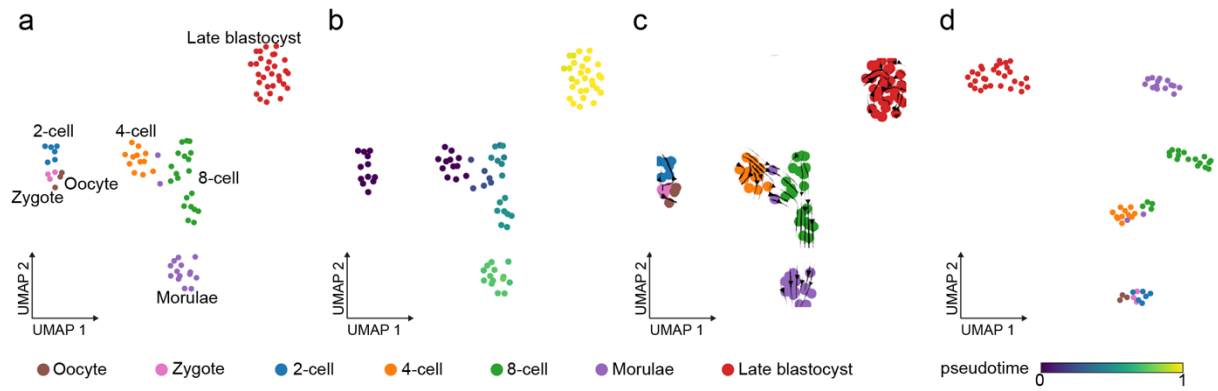 a
b
c
d
Late blastocyst
2-cell
4-cell
Oocyte
8-cell
Zygote
Morulae
UMAP 2
UMAP 1
UMAP 2
UMAP 1
UMAP 2
UMAP 1
UMAP 2
UMAP 1
Oocyte
Zygote
2-cell
4-cell
8-cell
Morulae
Late blastocyst
pseudotime
0
1